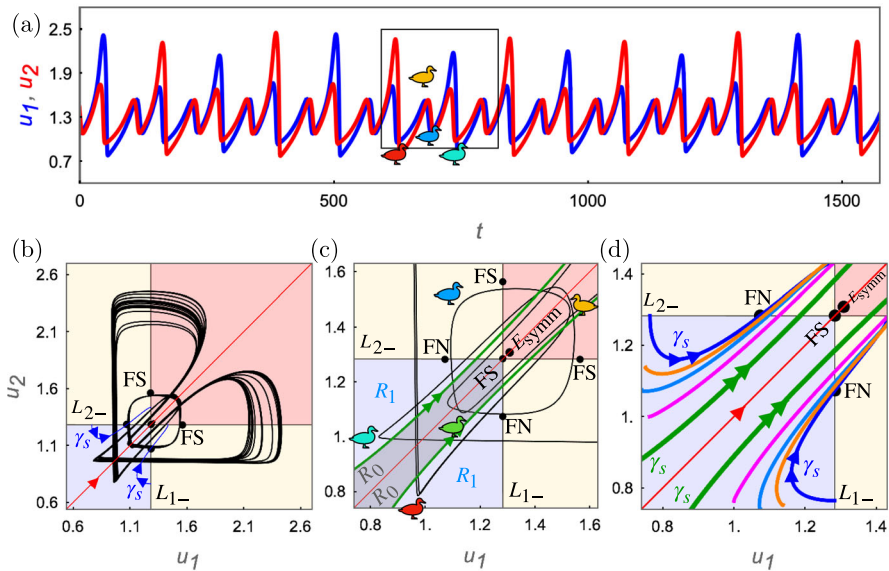 (a)
2.5
1.9
1.3
0.7
u1, u2
0
500
1000
1500
t
(b)
2.6
2.1
1.6
1.1
0.6
u2
FS
L2−
FS
γs
γs
L1−
0.6
1.1
1.6
2.1
2.6
u1
(c)
1.6
1.4
1.2
1.
0.8
FS
Esymm
L2−
FN
FS
FS
R1
FN
R0
R0
R1
L1−
0.8
1.
1.2
1.4
1.6
u1
(d)
1.4
1.2
1.0
0.8
L2−
FN
Esymm
γs
FS
FN
γs
γs
L1−
0.8
1.
1.2
1.4
u1